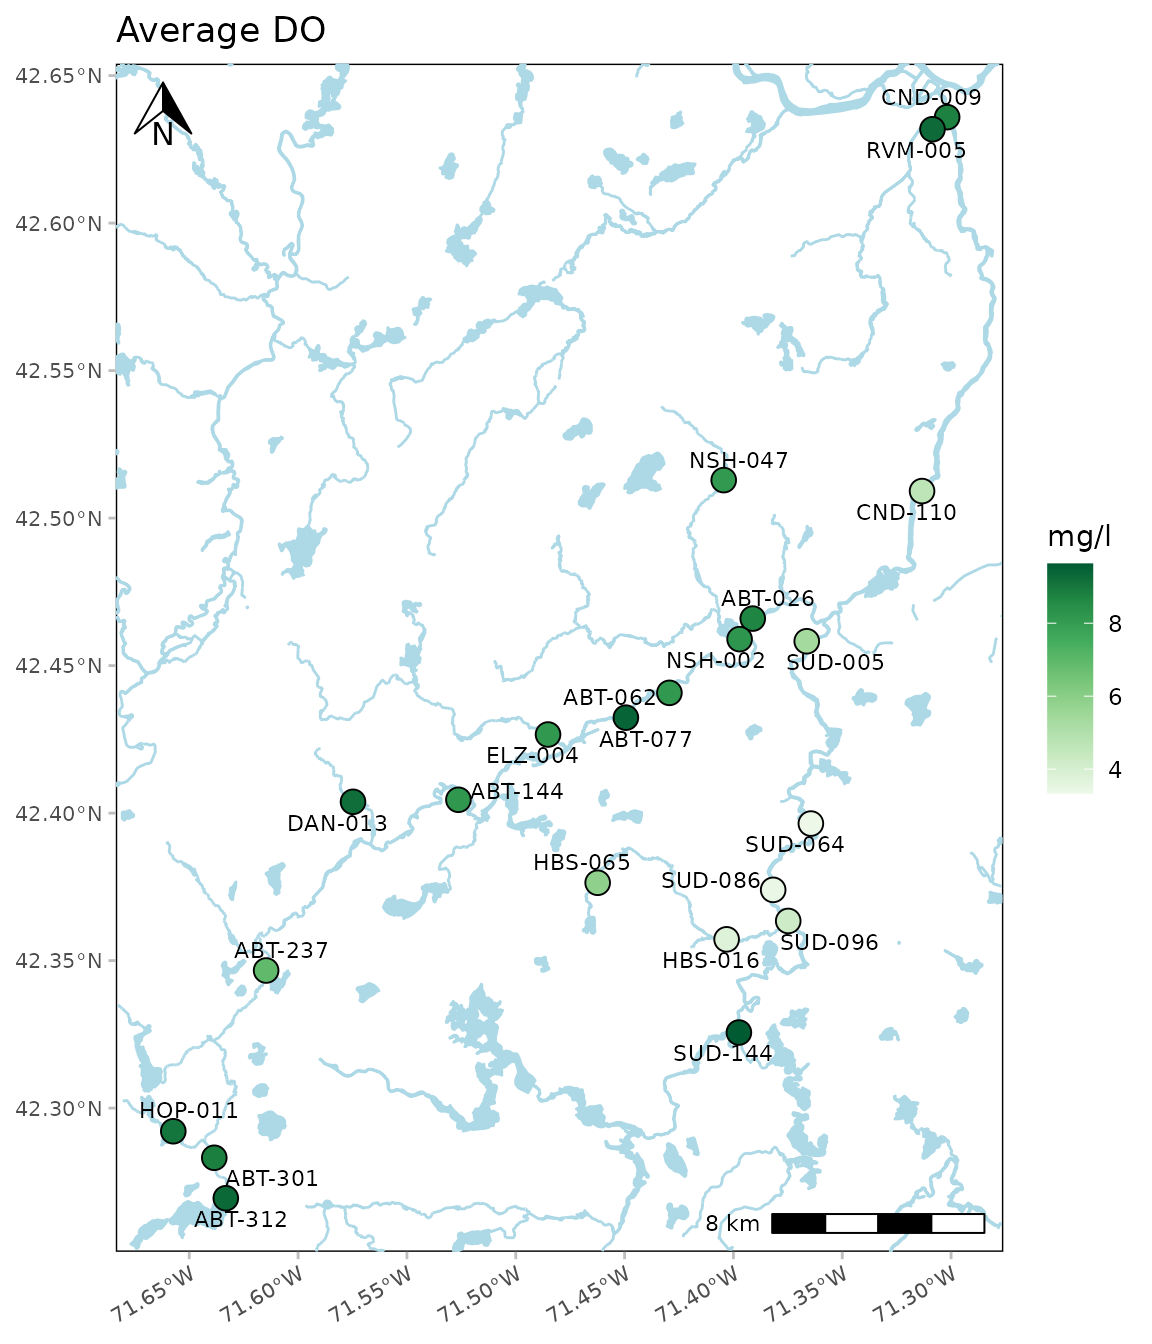 Average DO
42.65°N
42.60°N
42.55°N
42.50°N
42.45°N
42.40°N
42.35°N
42.30°N
N
CND-009
RVM-005
NSH-047
CND-110
ABT-026
NSH-002
SUD-005
ABT-062
ABT-077
ELZ-004
ABT-144
DAN-013
SUD-064
HBS-065
SUD-086
SUD-096
HBS-016
ABT-237
SUD-144
HOP-011
ABT-301
ABT-312
8 km
71.65°W
71.60°W
71.55°W
71.50°W
71.45°W
71.40°W
71.35°W
71.30°W
mg/l
8
6
4